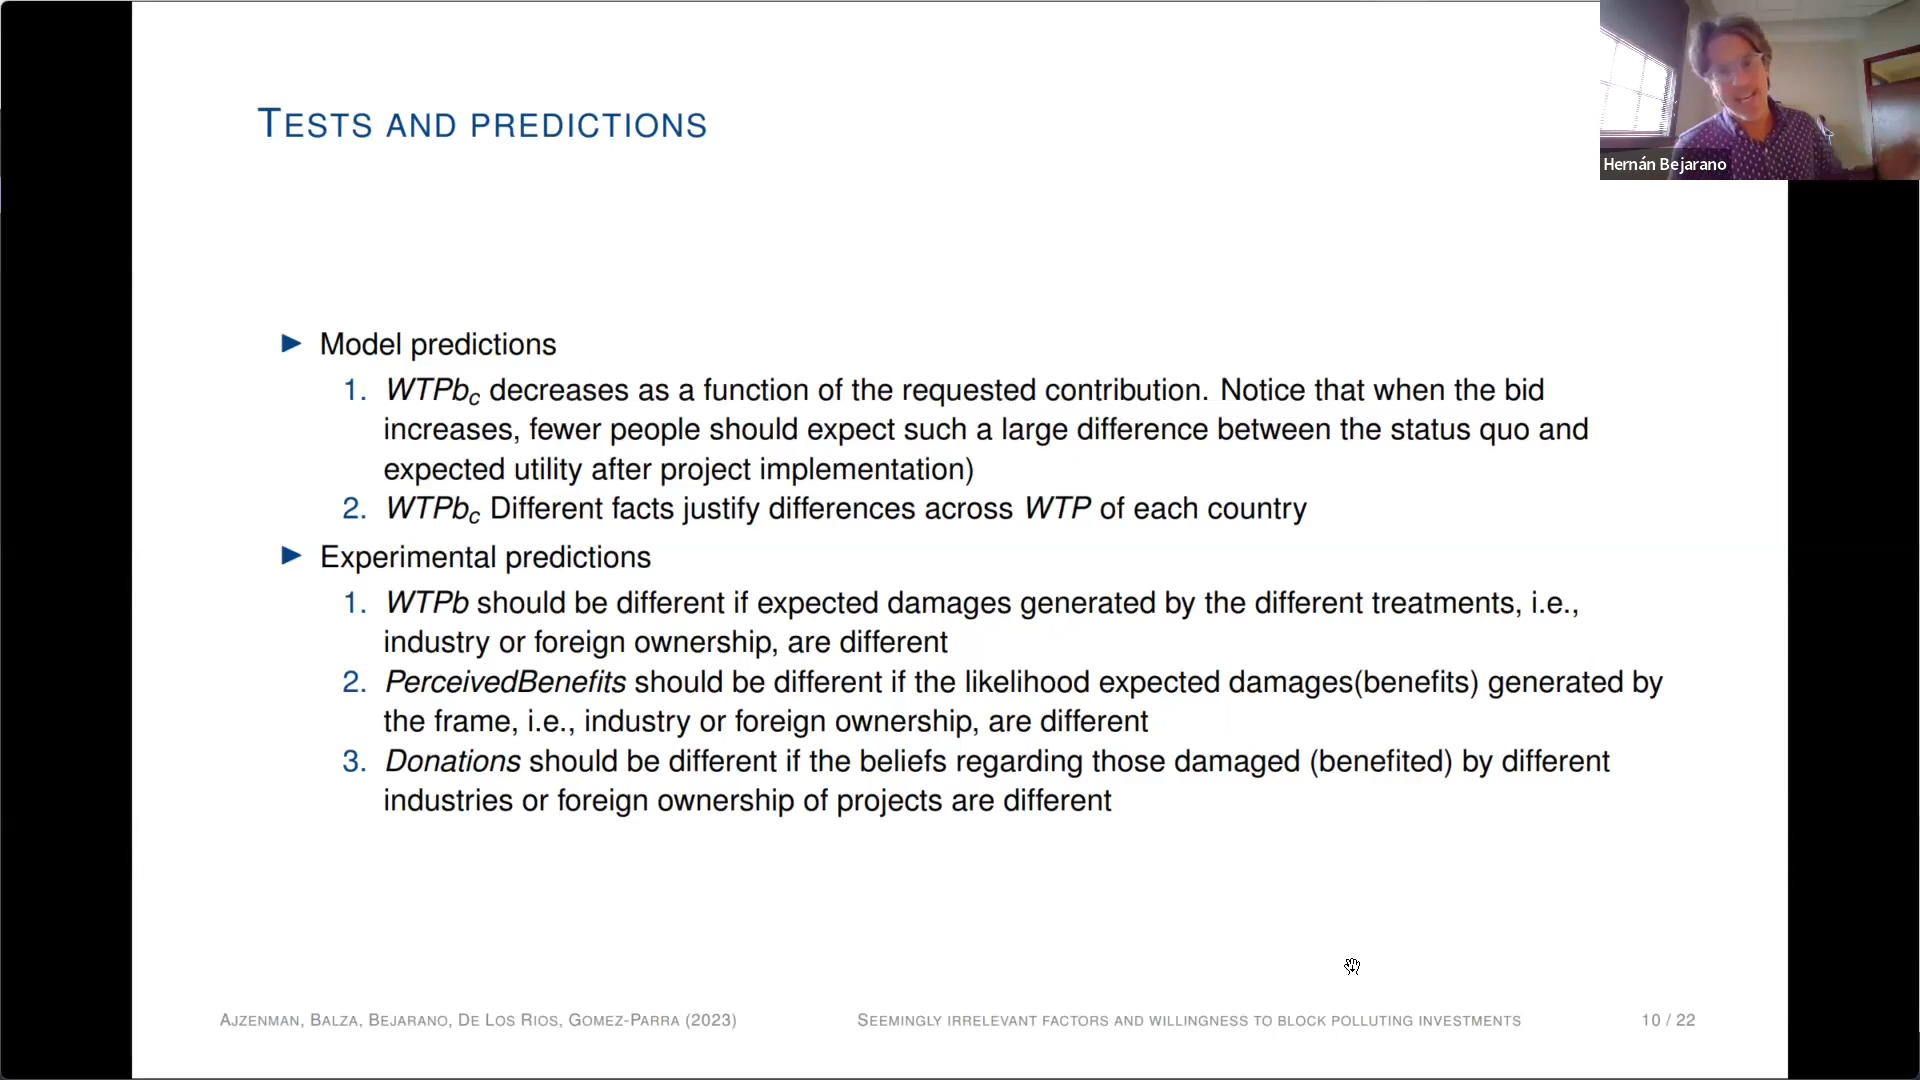 TESTS AND PREDICTIONS
Hernán Bejarano
► Model predictions
1. WTPb_c decreases as a function of the requested contribution. Notice that when the bid
increases, fewer people should expect such a large difference between the status quo and
expected utility after project implementation)
2. WTPb_c Different facts justify differences across WTP of each country
► Experimental predictions
1. WTPb should be different if expected damages generated by the different treatments, i.e.,
industry or foreign ownership, are different
2. PerceivedBenefits should be different if the likelihood expected damages(benefits) generated by
the frame, i.e., industry or foreign ownership, are different
3. Donations should be different if the beliefs regarding those damaged (benefited) by different
industries or foreign ownership of projects are different
AJZENMAN, BALZA, BEJARANO, DE LOS RIOS, GOMEZ-PARRA (2023)
SEEMINGLY IRRELEVANT FACTORS AND WILLINGNESS TO BLOCK POLLUTING INVESTMENTS
10 / 22